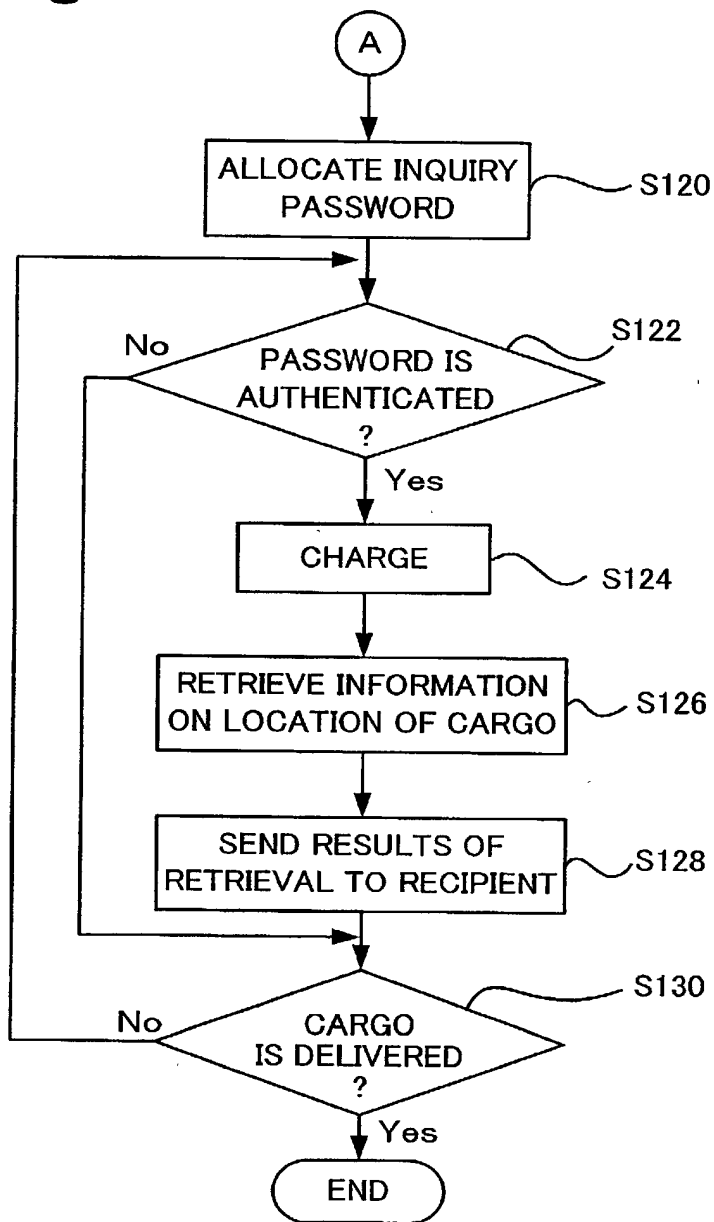 A
ALLOCATE INQUIRY
PASSWORD
S120
No
S122
PASSWORD IS
AUTHENTICATED
?
Yes
CHARGE
S124
RETRIEVE INFORMATION
ON LOCATION OF CARGO
S126
SEND RESULTS OF
RETRIEVAL TO RECIPIENT
S128
S130
No
CARGO
IS DELIVERED
?
Yes
END